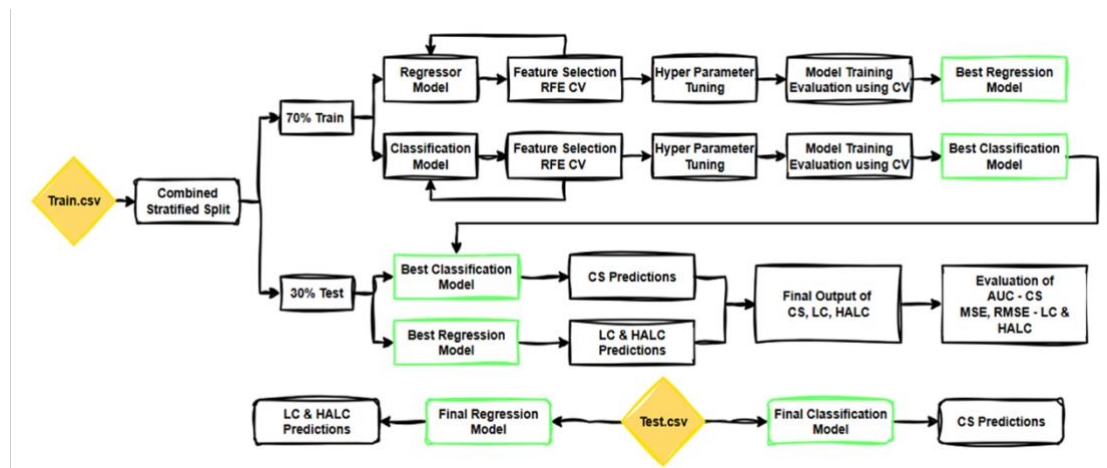 Train.csv
Combined
Stratified Split
70% Train
Regressor
Model
Feature Selection
RFE CV
Hyper Parameter
Tuning
Model Training
Evaluation using CV
Best Regression
Model
Classification
Model
Feature Selection
RFE CV
Hyper Parameter
Tuning
Model Training
Evaluation using CV
Best Classification
Model
30% Test
Best Classification
Model
CS Predictions
Best Regression
Model
LC & HALC
Predictions
Final Output of
CS, LC, HALC
Evaluation of
AUC - CS
MSE, RMSE - LC &
HALC
LC & HALC
Predictions
Final Regression
Model
Test.csv
Final Classification
Model
CS Predictions